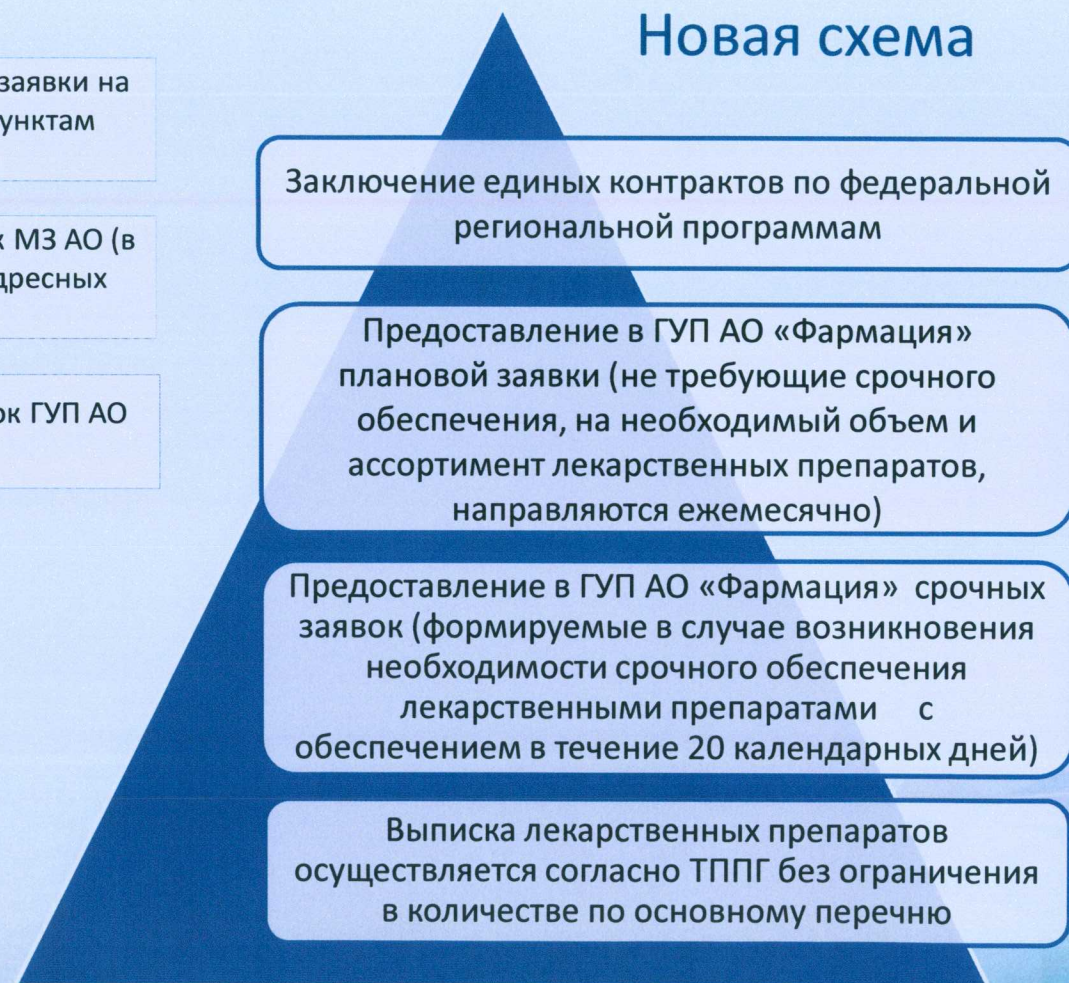 Новая схема
заявки на
унктам
МЗ АО (в
дресных
ок ГУП АО
Заключение единых контрактов по федеральной
региональной программам
Предоставление в ГУП АО «Фармация»
плановой заявки (не требующие срочного
обеспечения, на необходимый объем и
ассортимент лекарственных препаратов,
направляются ежемесячно)
Предоставление в ГУП АО «Фармация» срочных
заявок (формируемые в случае возникновения
необходимости срочного обеспечения
лекарственными препаратами с
обеспечением в течение 20 календарных дней)
Выписка лекарственных препаратов
осуществляется согласно ТППГ без ограничения
в количестве по основному перечню